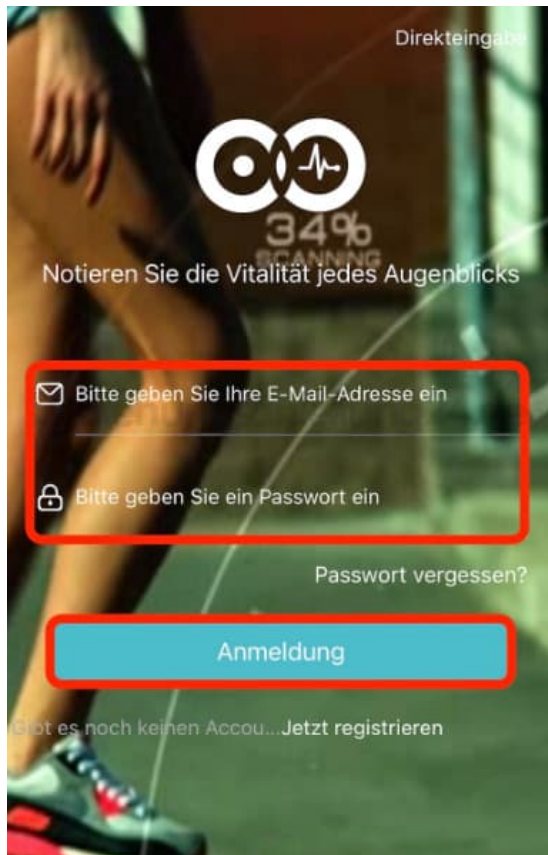 Direkteingabe
34%
SCANNING
Notieren Sie die Vitalität jedes Augenblicks
Bitte geben Sie Ihre E-Mail-Adresse ein
Bitte geben Sie ein Passwort ein
Passwort vergessen?
Anmeldung
Gibt es noch keinen Accou...Jetzt registrieren